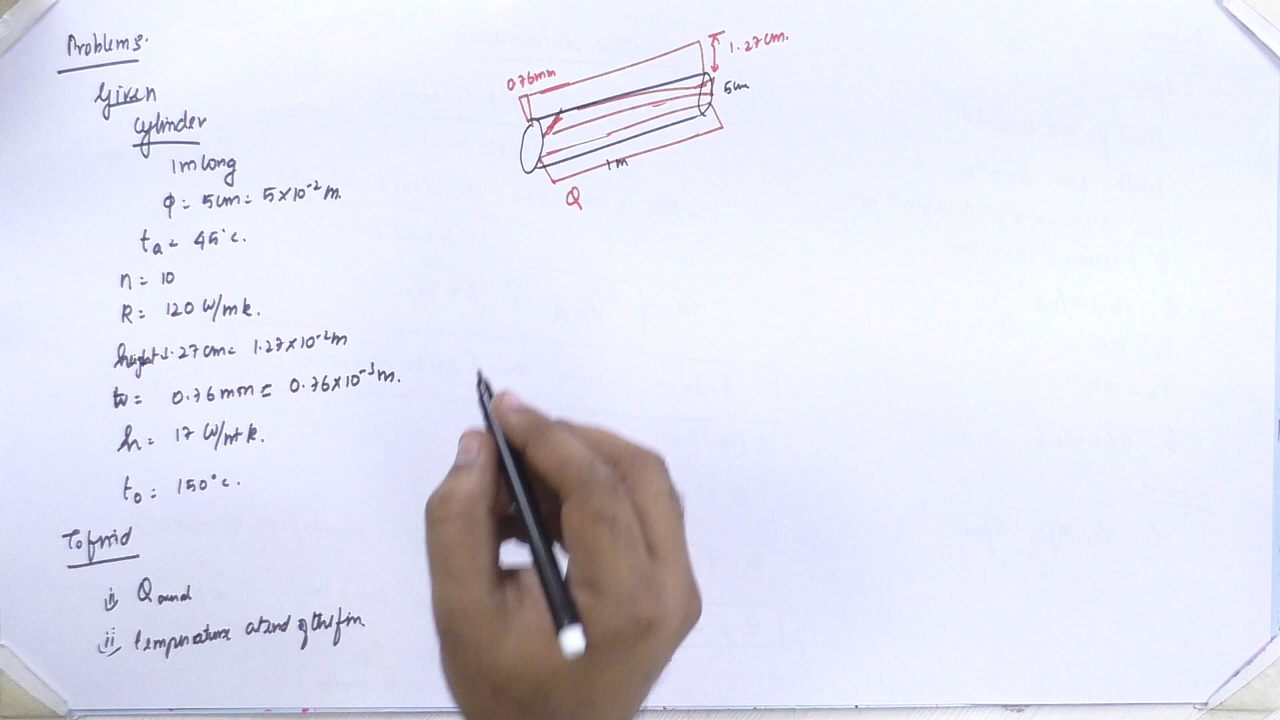 Problems.
Given
Cylinder
1m long
φ = 5cm = 5×10⁻² m.
ta = 45°c.
n = 10
R = 120 W/mk.
height 1.27cm = 1.27×10⁻² m
tw = 0.76mm = 0.76×10⁻³ m.
h = 17 W/m²k.
to = 150°c.
To find
i) Q and
ii) Temperature at end of the fin
0.76mm
1.27cm.
5cm
1m
Q